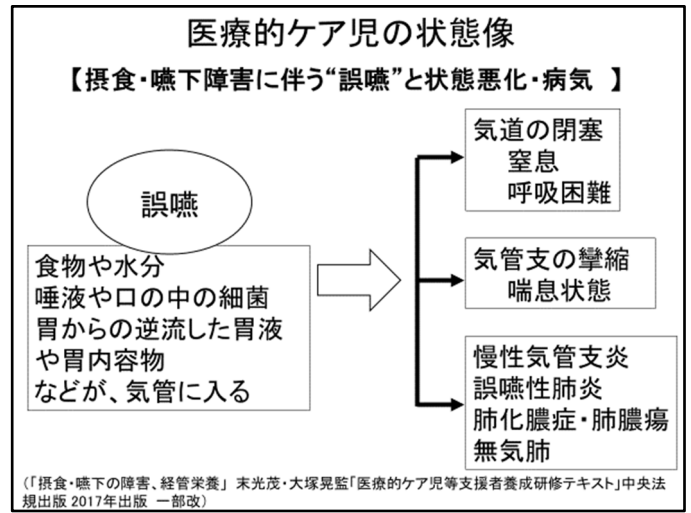 医療的ケア児の状態像
【摂食・嚥下障害に伴う“誤嚥”と状態悪化・病気　】
誤嚥
食物や水分
唾液や口の中の細菌
胃からの逆流した胃液
や胃内容物
などが、気管に入る
気道の閉塞
窒息
呼吸困難
気管支の攣縮
喘息状態
慢性気管支炎
誤嚥性肺炎
肺化膿症・肺膿瘍
無気肺
（「摂食・嚥下の障害、経管栄養」 末光茂・大塚晃監「医療的ケア児等支援者養成研修テキスト」中央法
規出版 2017年出版 一部改）